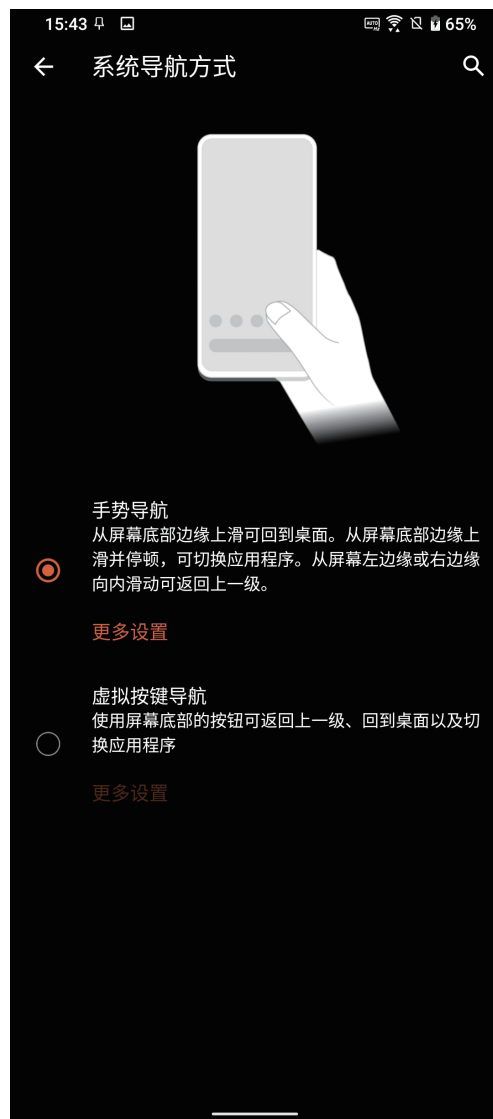 15:43 65%
系统导航方式
手势导航
从屏幕底部边缘上滑可回到桌面。从屏幕底部边缘上
滑并停顿，可切换应用程序。从屏幕左边缘或右边缘
向内滑动可返回上一级。
更多设置
虚拟按键导航
使用屏幕底部的按钮可返回上一级、回到桌面以及切
换应用程序
更多设置